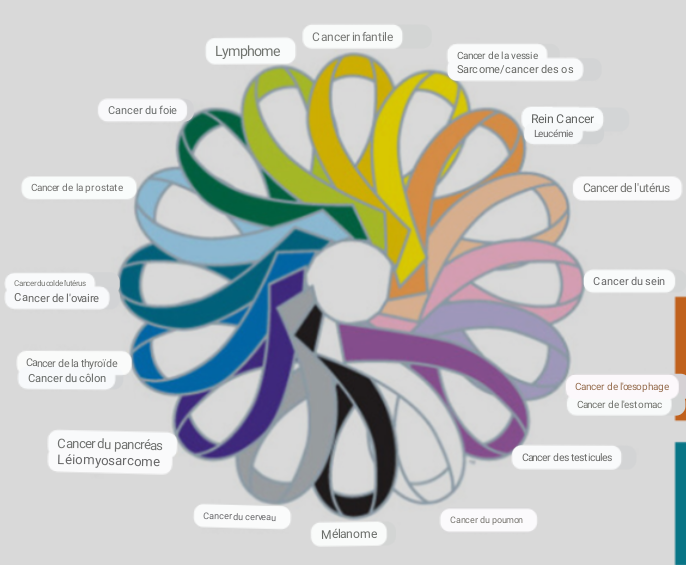 Cancer infantile
Lymphome
Cancer de la vessie
Sarcome/cancer des os
Cancer du foie
Rein Cancer
Leucémie
Cancer de la prostate
Cancer de l'utérus
Cancer du col de l'utérus
Cancer de l'ovaire
Cancer du sein
Cancer de la thyroïde
Cancer du côlon
Cancer de l'œsophage
Cancer de l'estomac
Cancer du pancréas
Léiomyosarcome
Cancer des testicules
Cancer du cerveau
Mélanome
Cancer du poumon